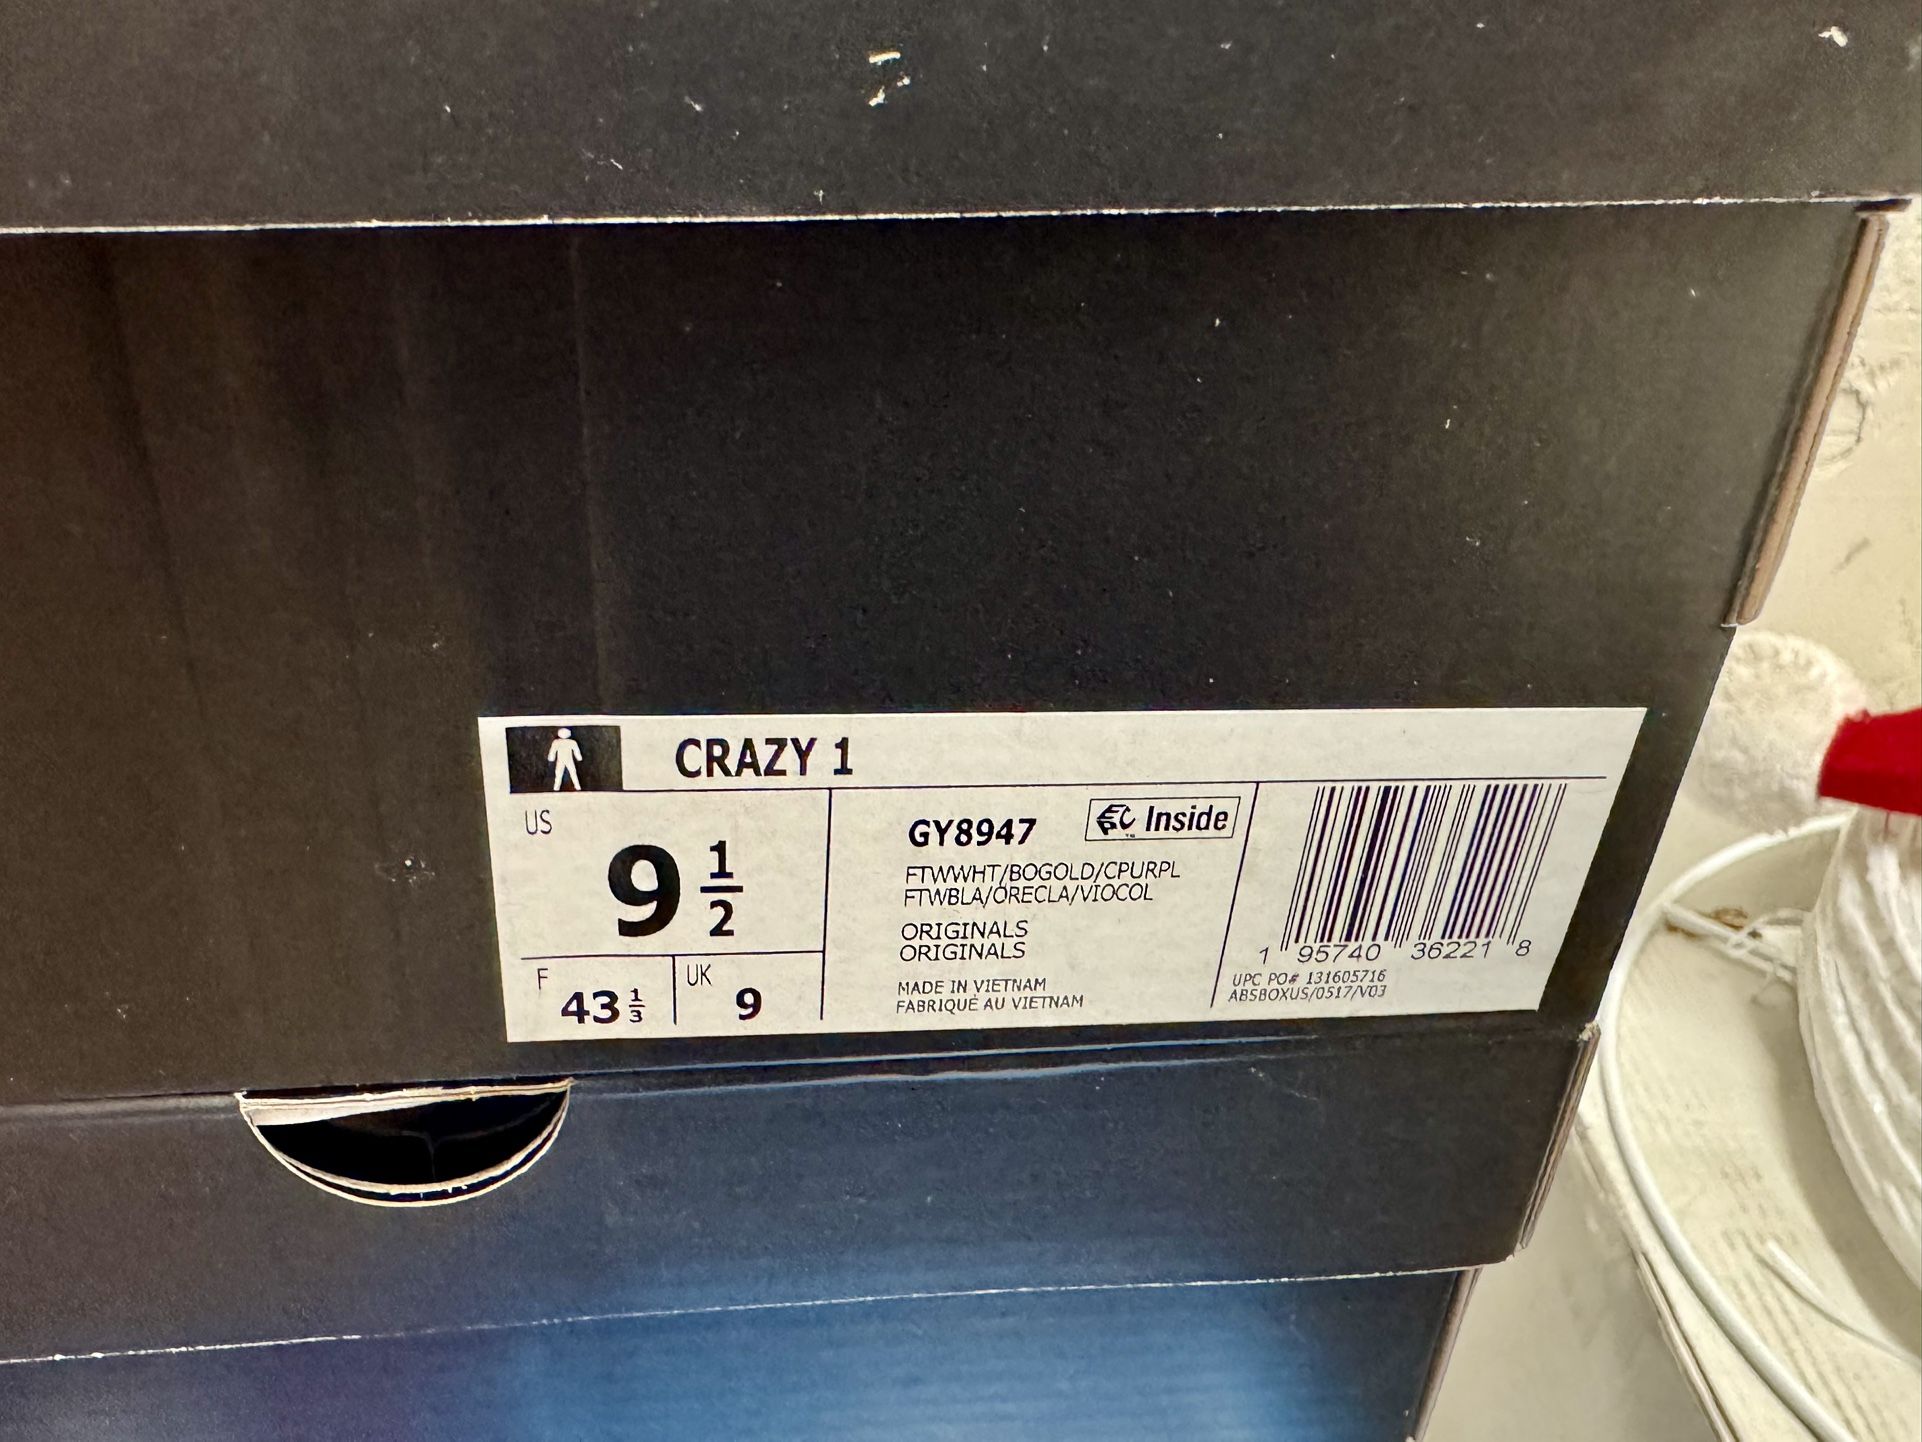 CRAZY 1
US
9 1/2
F
43 1/3
UK
9
GY8947
EPC Inside
FTWWHT/BOGOLD/CPURPL
FTWBLA/ORECLA/VIOCOL
ORIGINALS
ORIGINALS
MADE IN VIETNAM
FABRIQUÉ AU VIETNAM
1 95740 36221 8
UPC PO# 131605716
ABSBOXUS/0517/V03